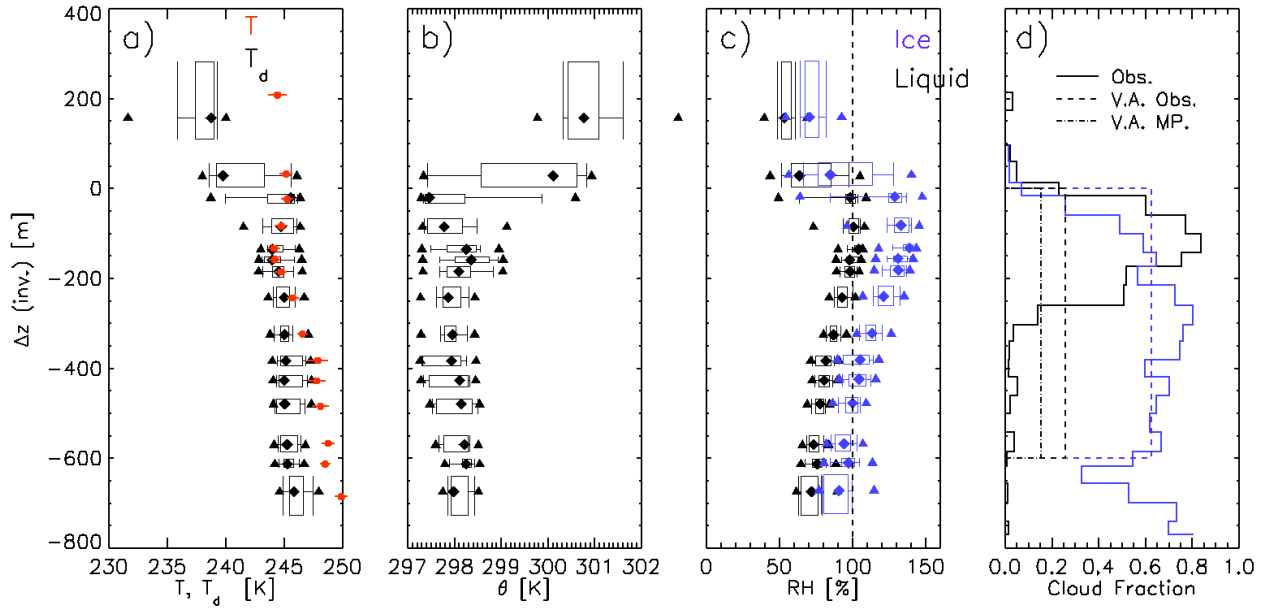 400
200
0
−200
−400
−600
−800
Δz (inv.) [m]
a)
T
T_d
230 235 240 245 250
T, T_d [K]
b)
297 298 299 300 301 302
θ [K]
c)
Ice
Liquid
0 50 100 150
RH [%]
d)
Obs.
V.A. Obs.
V.A. MP.
0.0 0.2 0.4 0.6 0.8 1.0
Cloud Fraction